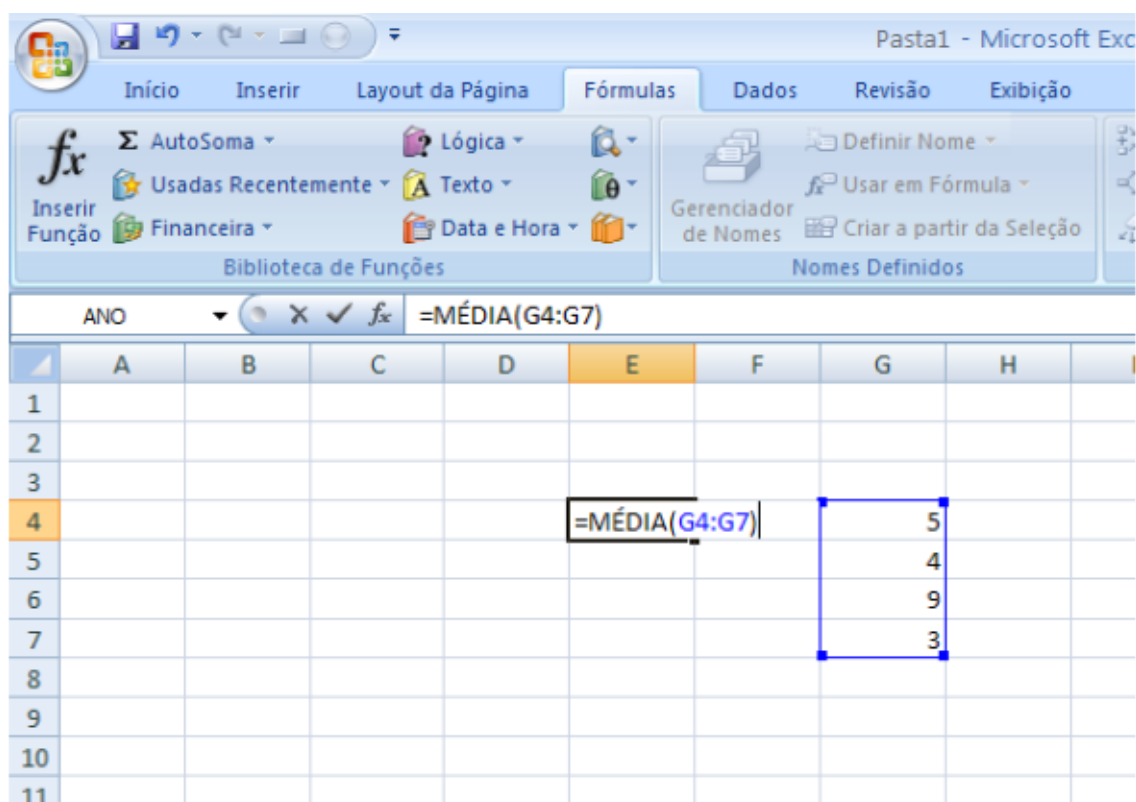 Pasta1 - Microsoft Exc
Início Inserir Layout da Página Fórmulas Dados Revisão Exibição
fx Inserir Função
Σ AutoSoma
Usadas Recentemente
Financeira
Lógica
Texto
Data e Hora
Biblioteca de Funções
Gerenciador de Nomes
Definir Nome
Usar em Fórmula
Criar a partir da Seleção
Nomes Definidos
ANO fx =MÉDIA(G4:G7)
A B C D E F G H
1
2
3
4 =MÉDIA(G4:G7) 5
5 4
6 9
7 3
8
9
10
11